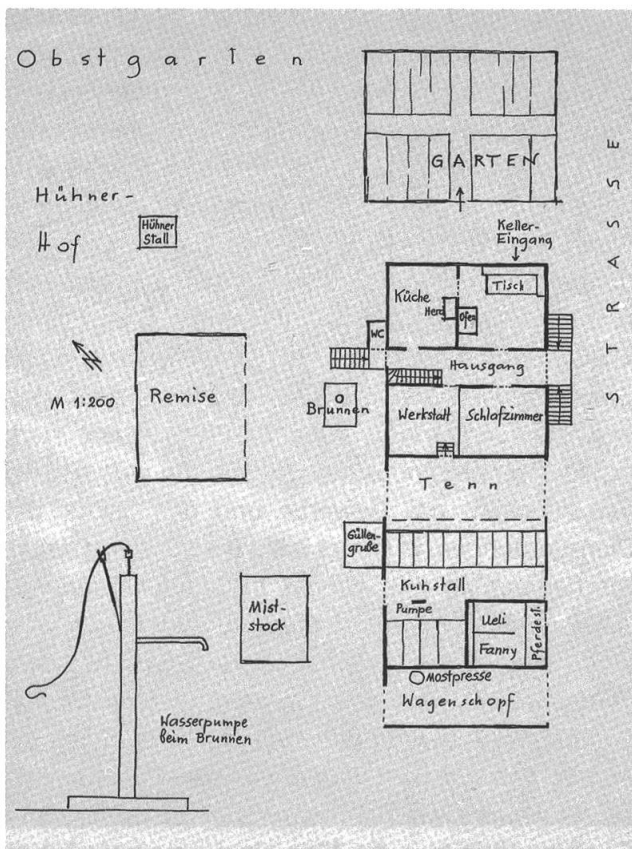 Obstgarten
GARTEN
STRASSE
Hühner-
Hof
Hühner
Stall
Keller-
Eingang
Küche
Herd
Ofen
Tisch
WC
Hausgang
M 1:200
Remise
Brunnen
Werkstatt
Schlafzimmer
Tenn
Güllen-
grube
Kuhstall
Mist-
stock
Pumpe
Ueli
Fanny
Pferdest.
Mostpresse
Wagenschopf
Wasserpumpe
beim Brunnen